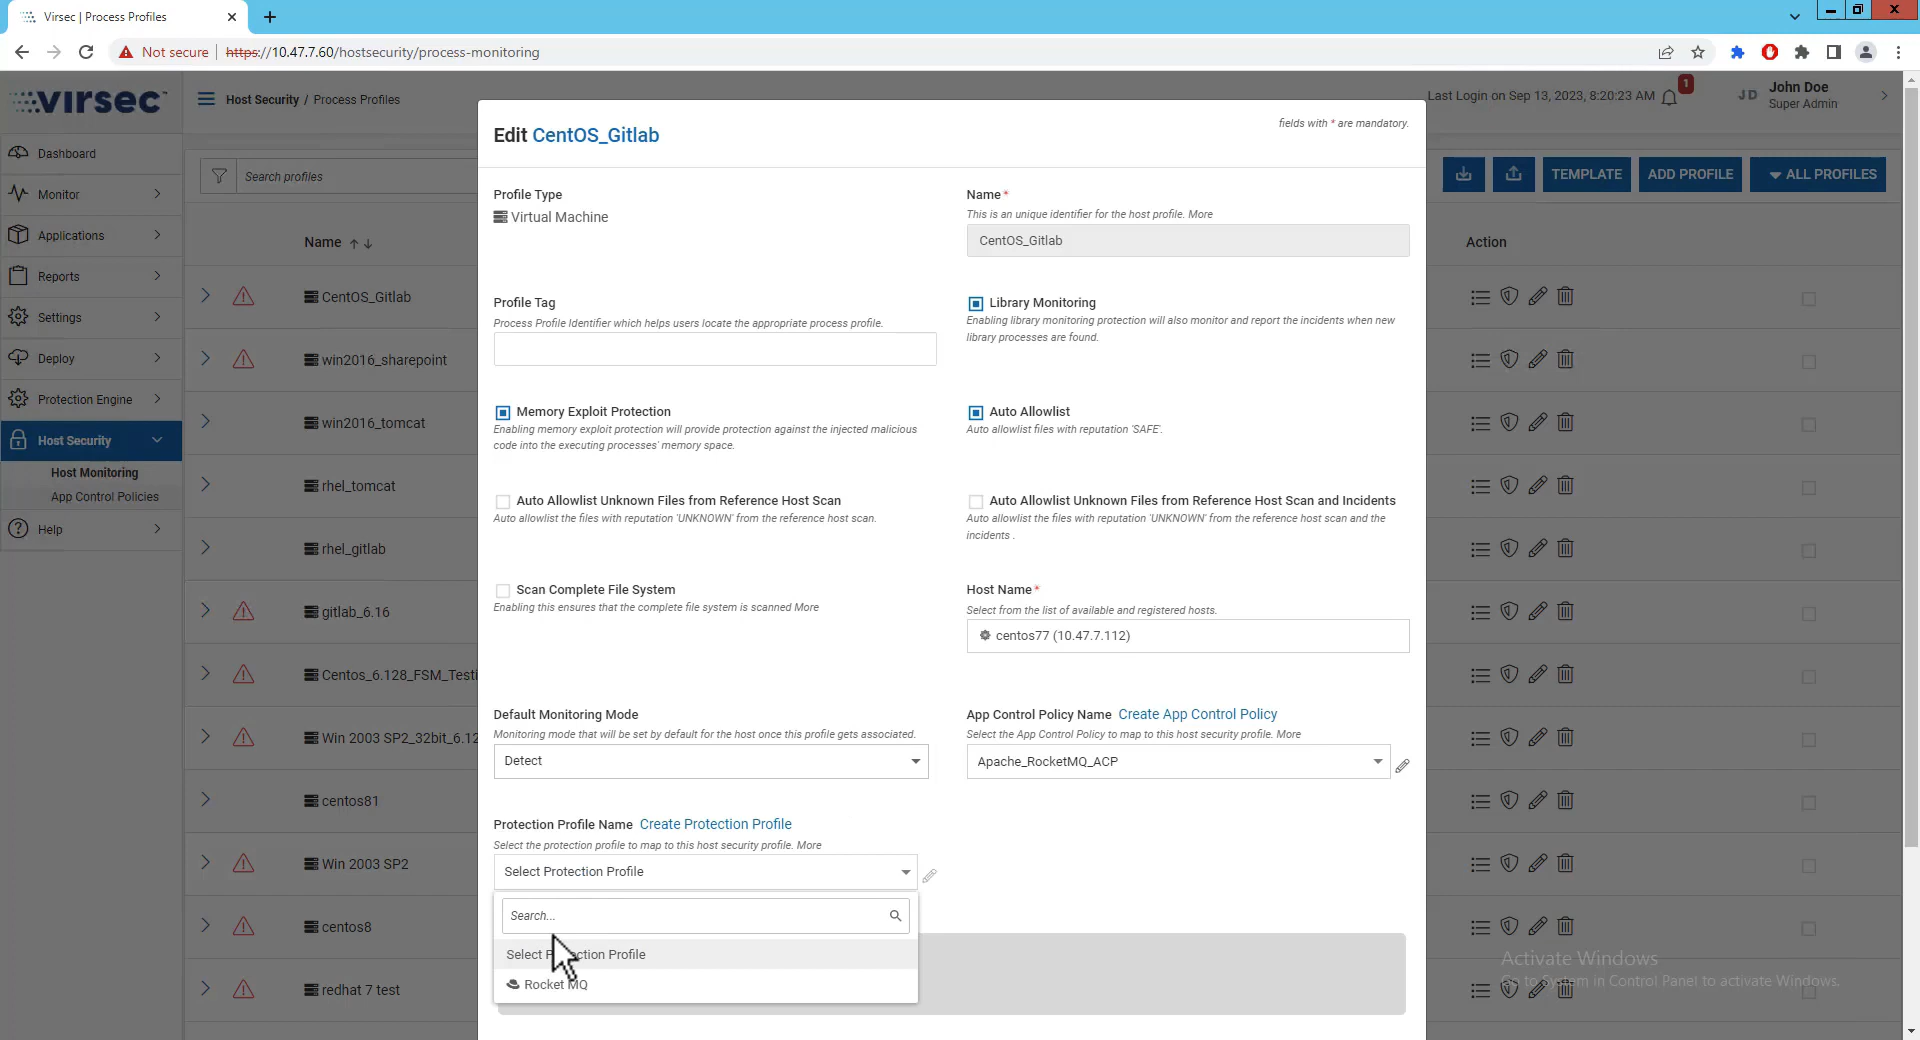 Virsec | Process Profiles
Not secure https://10.47.7.60/hostsecurity/process-monitoring
virsec
Host Security / Process Profiles
Last Login on Sep 13, 2023, 8:20:23 AM
1
JD
John Doe
Super Admin
Dashboard
Monitor
Applications
Reports
Settings
Deploy
Protection Engine
Host Security
Host Monitoring
App Control Policies
Help
Search profiles
TEMPLATE
ADD PROFILE
ALL PROFILES
Name
Action
CentOS_Gitlab
win2016_sharepoint
win2016_tomcat
rhel_tomcat
rhel_gitlab
gitlab_6.16
Centos_6.128_FSM_Testi
Win 2003 SP2_32bit_6.12
centos81
Win 2003 SP2
centos8
redhat 7 test
Edit CentOS_Gitlab
fields with * are mandatory.
Profile Type
Virtual Machine
Name*
This is an unique identifier for the host profile. More
CentOS_Gitlab
Profile Tag
Process Profile Identifier which helps users locate the appropriate process profile.
Library Monitoring
Enabling library monitoring protection will also monitor and report the incidents when new
library processes are found.
Memory Exploit Protection
Enabling memory exploit protection will provide protection against the injected malicious
code into the executing processes' memory space.
Auto Allowlist
Auto allowlist files with reputation 'SAFE'.
Auto Allowlist Unknown Files from Reference Host Scan
Auto allowlist the files with reputation 'UNKNOWN' from the reference host scan.
Auto Allowlist Unknown Files from Reference Host Scan and Incidents
Auto allowlist the files with reputation 'UNKNOWN' from the reference host scan and the
incidents .
Scan Complete File System
Enabling this ensures that the complete file system is scanned More
Host Name*
Select from the list of available and registered hosts.
centos77 (10.47.7.112)
Default Monitoring Mode
Monitoring mode that will be set by default for the host once this profile gets associated.
Detect
App Control Policy Name Create App Control Policy
Select the App Control Policy to map to this host security profile. More
Apache_RocketMQ_ACP
Protection Profile Name Create Protection Profile
Select the protection profile to map to this host security profile. More
Select Protection Profile
Search...
Select Protection Profile
Rocket MQ
Activate Windows
Go to System in Control Panel to activate Windows.